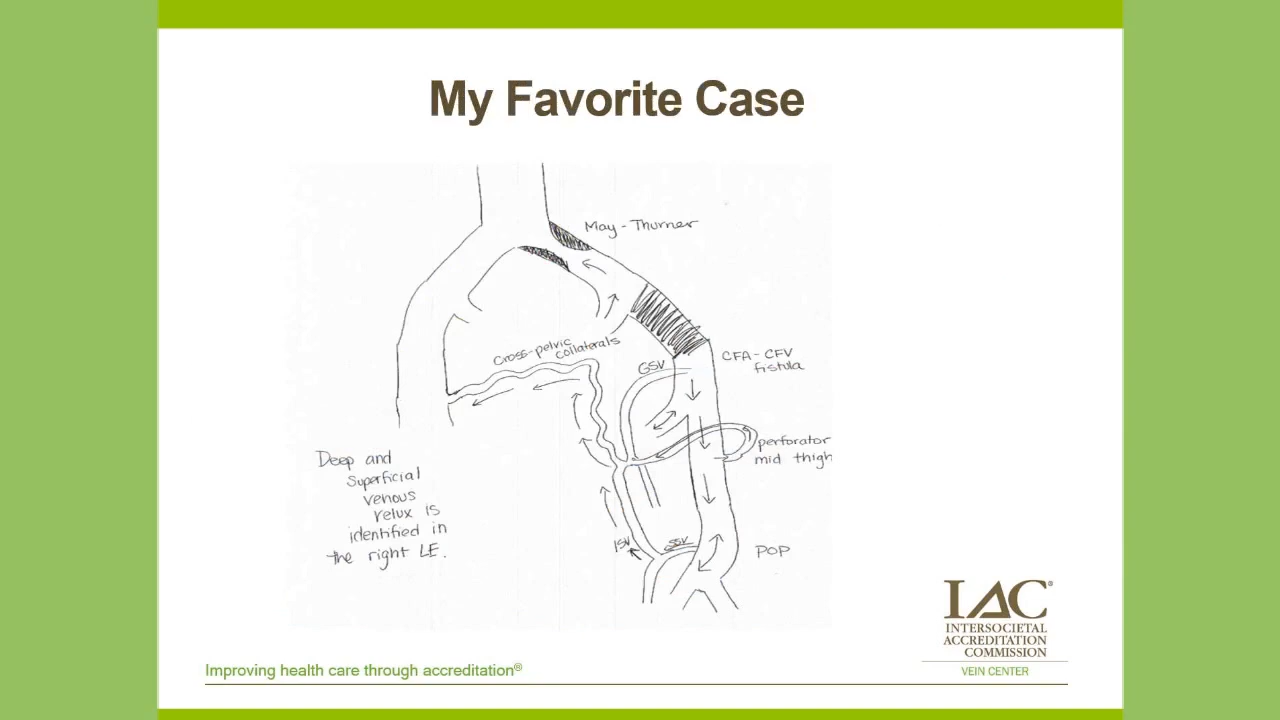 My Favorite Case
May - Thurner
cross-pelvic
collaterals
GSV
CFA - CFV
fistula
perforator
mid thigh
Deep and
superficial
venous
relux is
identified in
the right LE.
ISV
SSV
POP
IAC®
INTERSOCIETAL
ACCREDITATION
COMMISSION
VEIN CENTER
Improving health care through accreditation®